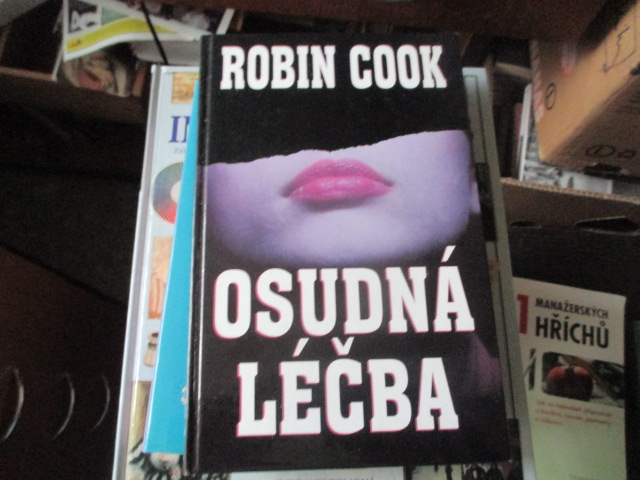 ROBIN COOK
OSUDNÁ
LÉČBA
MANAŽERSKÝCH
HŘÍCHŮ